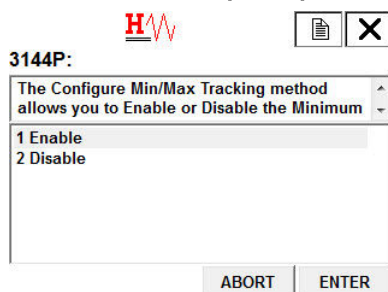 H
3144P:
The Configure Min/Max Tracking method
allows you to Enable or Disable the Minimum
1 Enable
2 Disable
ABORT ENTER